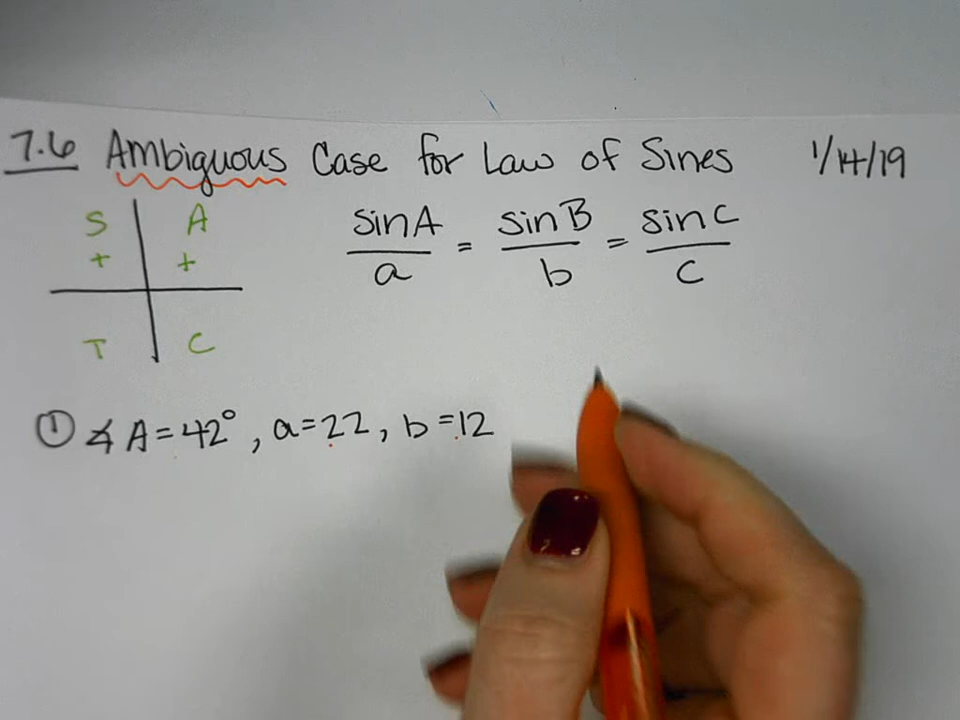 7.6 Ambiguous Case for Law of Sines 1/14/19
S A
+ +
T C
sinA/a = sinB/b = sinC/c
① ∡A=42°, a=22, b=12